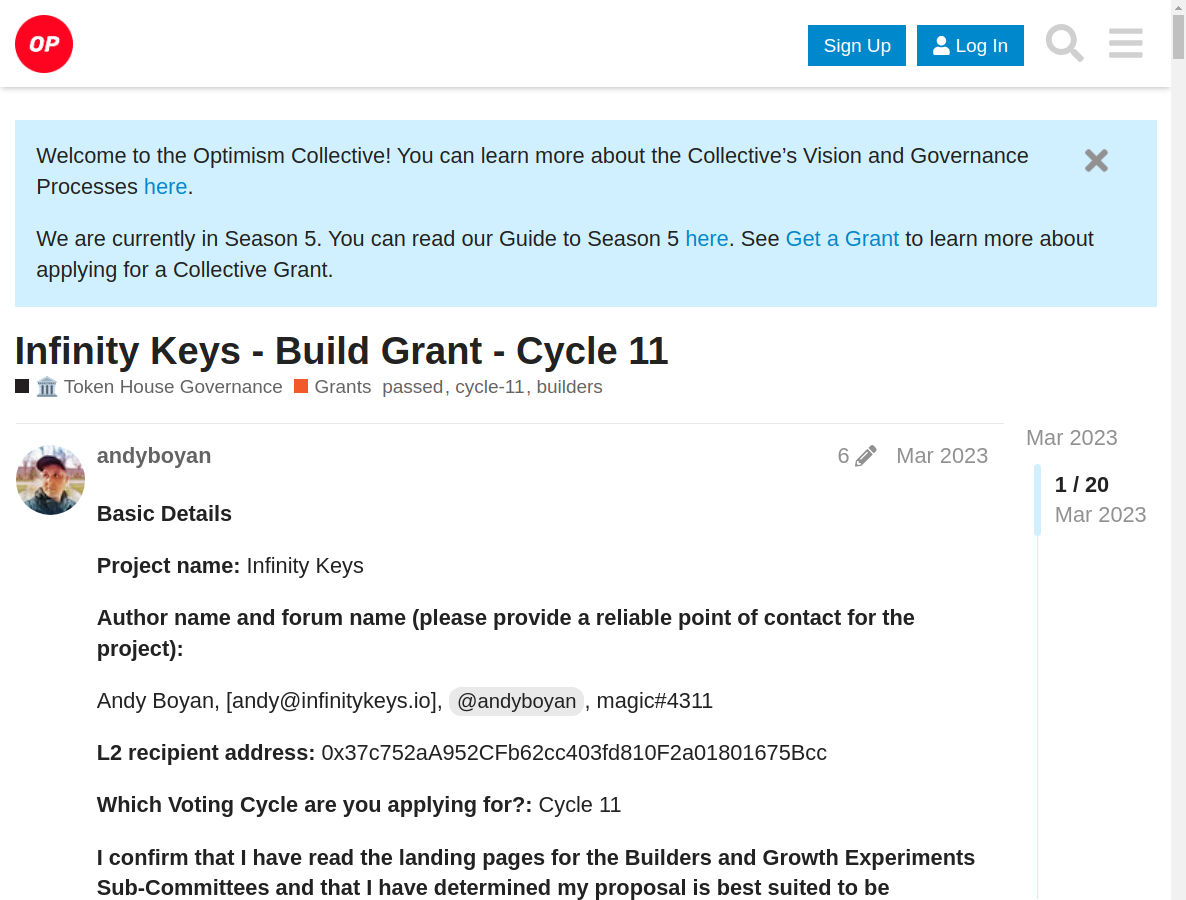 OP
Sign Up
Log In
Welcome to the Optimism Collective! You can learn more about the Collective’s Vision and Governance
Processes here.
We are currently in Season 5. You can read our Guide to Season 5 here. See Get a Grant to learn more about
applying for a Collective Grant.
Infinity Keys - Build Grant - Cycle 11
🏛️ Token House Governance Grants passed, cycle-11, builders
andyboyan 6 Mar 2023
Mar 2023
1 / 20
Mar 2023
Basic Details
Project name: Infinity Keys
Author name and forum name (please provide a reliable point of contact for the
project):
Andy Boyan, [andy@infinitykeys.io], @andyboyan, magic#4311
L2 recipient address: 0x37c752aA952CFb62cc403fd810F2a01801675Bcc
Which Voting Cycle are you applying for?: Cycle 11
I confirm that I have read the landing pages for the Builders and Growth Experiments
Sub-Committees and that I have determined my proposal is best suited to be